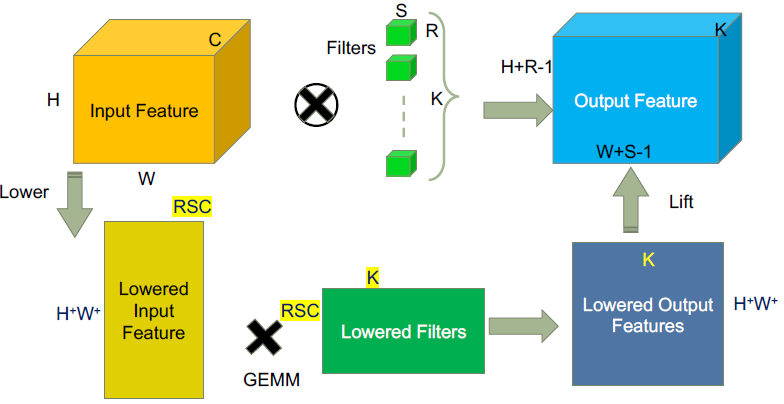 C
H
Input Feature
W
Filters
S
R
K
H+R-1
K
Output Feature
W+S-1
Lower
Lift
RSC
H⁺W⁺
Lowered
Input
Feature
GEMM
RSC
K
Lowered Filters
K
Lowered Output
Features
H⁺W⁺